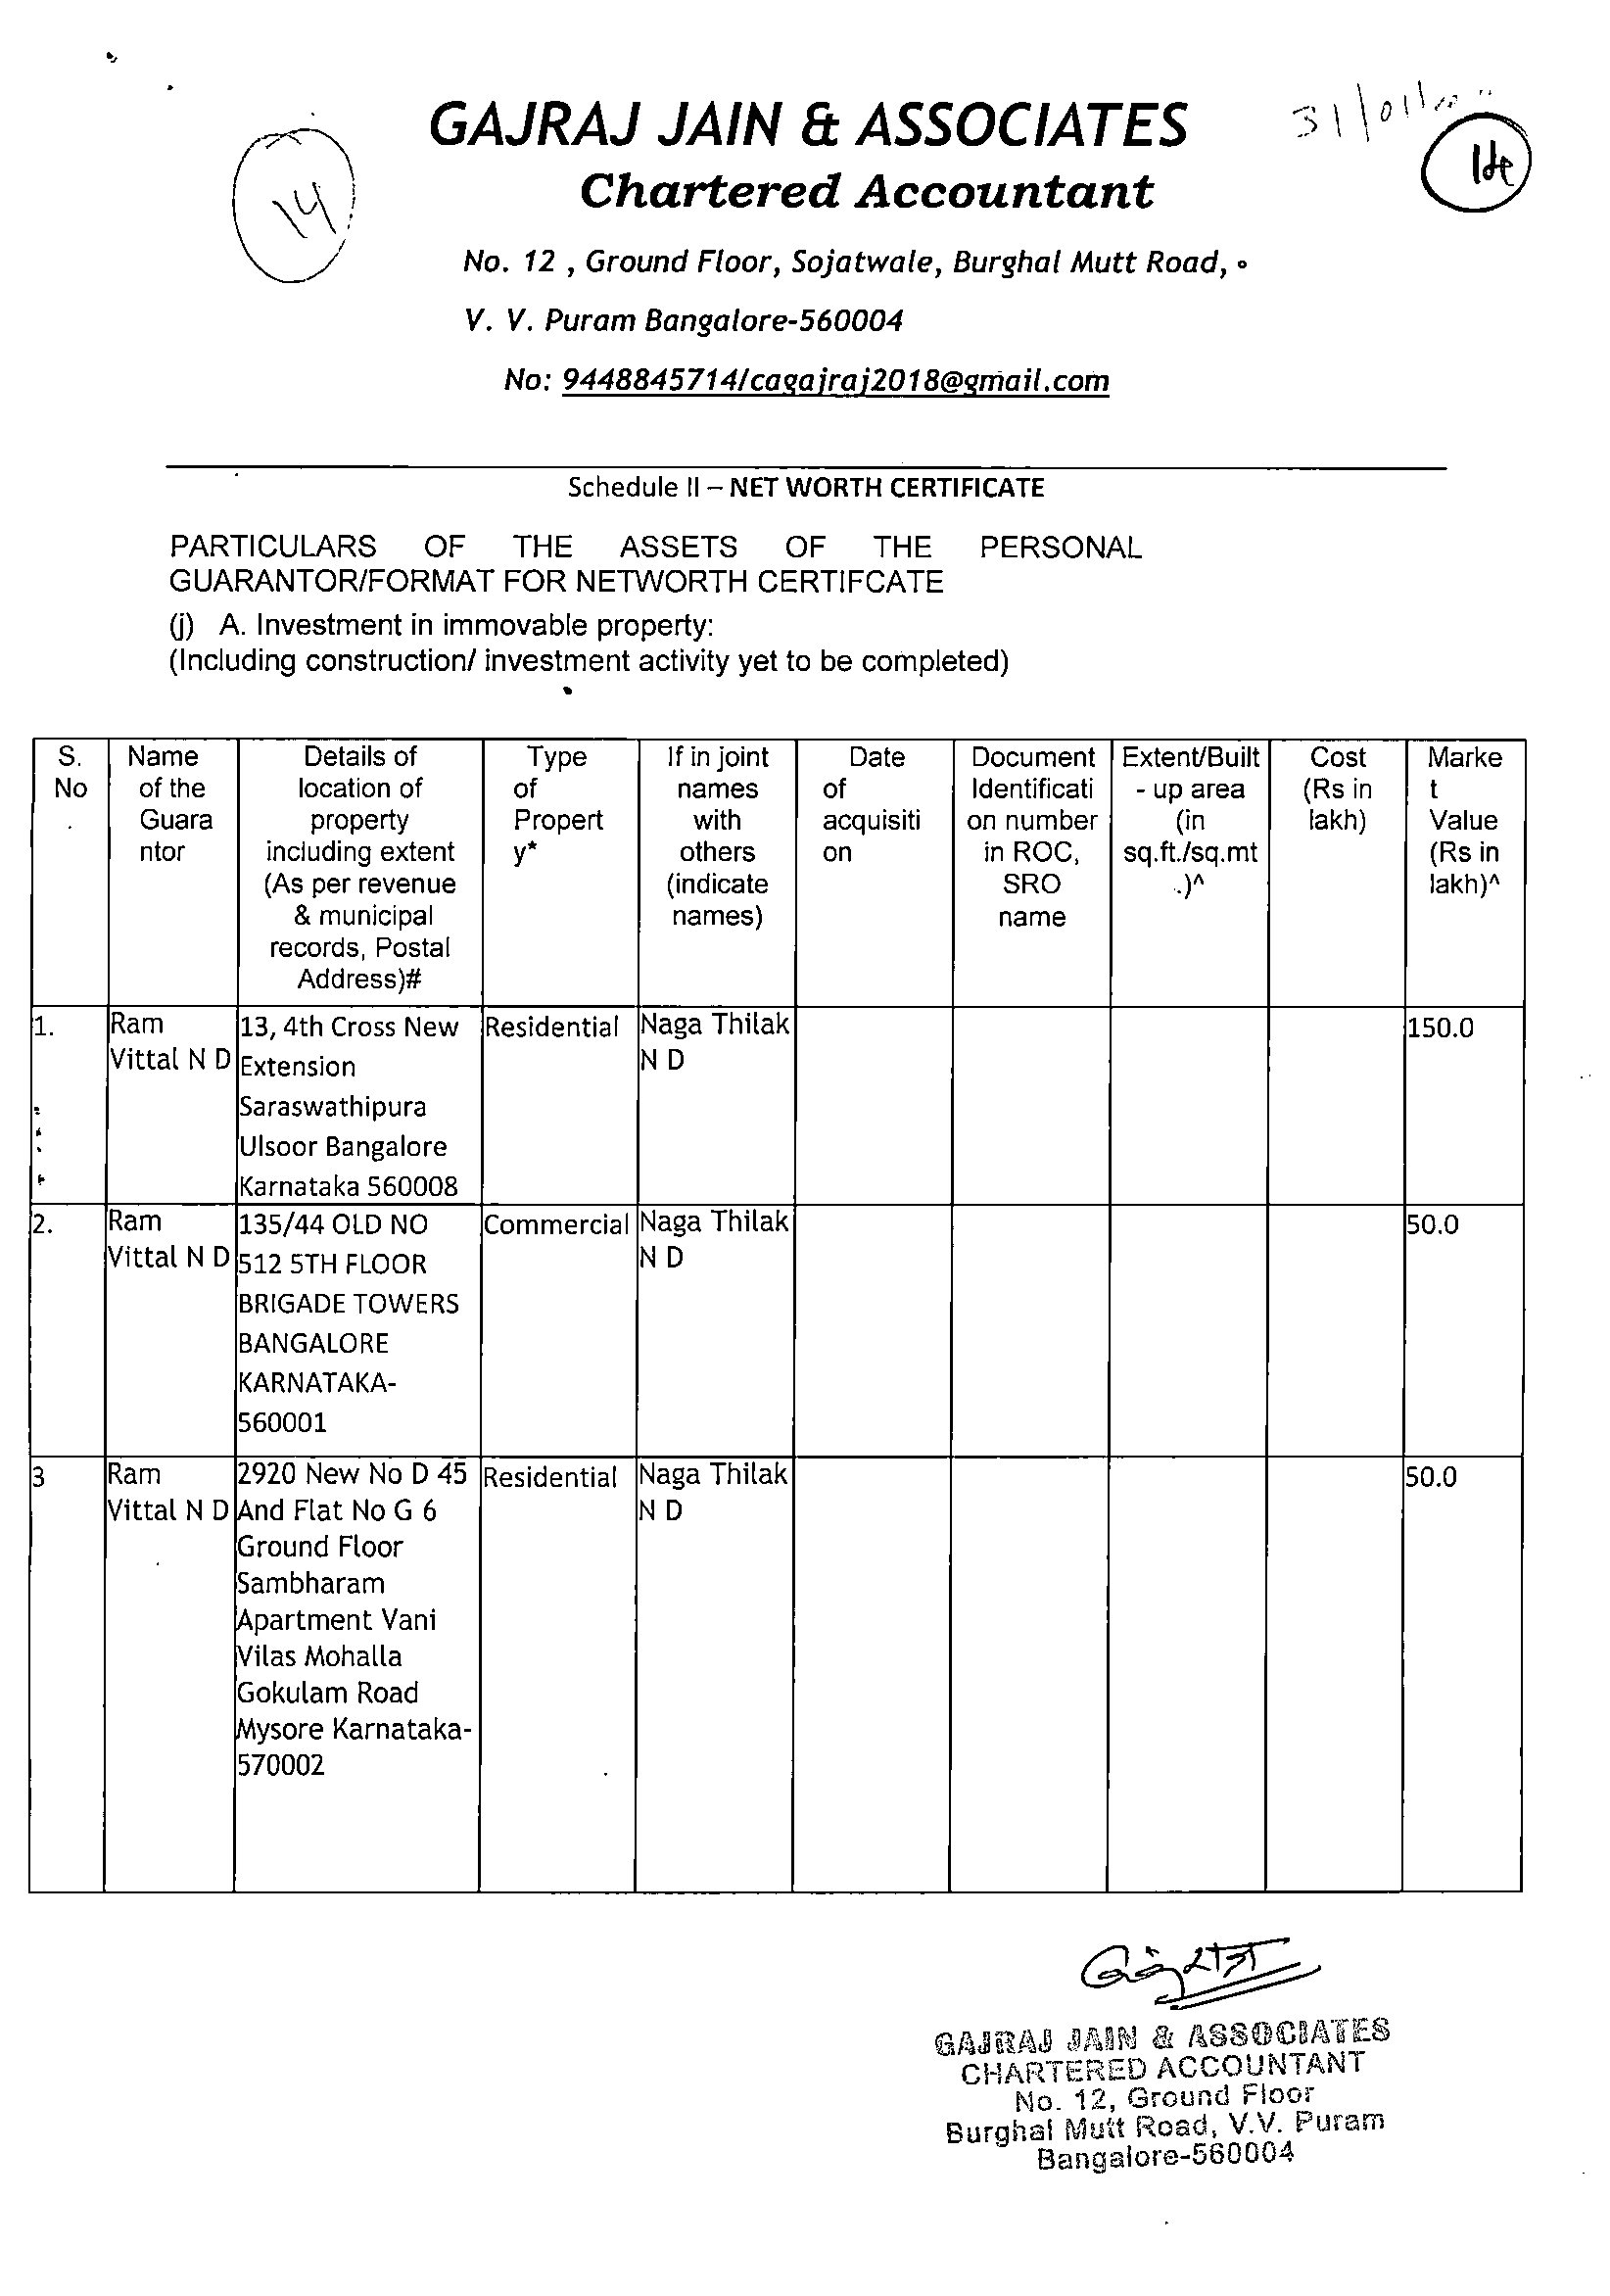 GAJRAJ JAIN & ASSOCIATES
31/01/
14
14
Chartered Accountant
No. 12 , Ground Floor, Sojatwale, Burghal Mutt Road,
V. V. Puram Bangalore-560004
No: 9448845714/cagajraj2018@gmail.com
Schedule II – NET WORTH CERTIFICATE
PARTICULARS OF THE ASSETS OF THE PERSONAL
GUARANTOR/FORMAT FOR NETWORTH CERTIFCATE
(j) A. Investment in immovable property:
(Including construction/ investment activity yet to be completed)
S. Name Details of Type If in joint Date Document Extent/Built Cost Marke
No of the location of of names of Identificati - up area (Rs in t
. Guara property Propert with acquisiti on number (in lakh) Value
ntor including extent y* others on in ROC, sq.ft./sq.mt (Rs in
(As per revenue (indicate SRO .)^ lakh)^
& municipal names) name
records, Postal
Address)#
1. Ram 13, 4th Cross New Residential Naga Thilak 150.0
Vittal N D Extension N D
Saraswathipura
Ulsoor Bangalore
Karnataka 560008
2. Ram 135/44 OLD NO Commercial Naga Thilak 50.0
Vittal N D 512 5TH FLOOR N D
BRIGADE TOWERS
BANGALORE
KARNATAKA-
560001
3 Ram 2920 New No D 45 Residential Naga Thilak 50.0
Vittal N D And Flat No G 6 N D
Ground Floor
Sambharam
Apartment Vani
Vilas Mohalla
Gokulam Road
Mysore Karnataka-
570002
GAJRAJ JAIN & ASSOCIATES
CHARTERED ACCOUNTANT
No. 12, Ground Floor
Burghal Mutt Road, V.V. Puram
Bangalore-560004